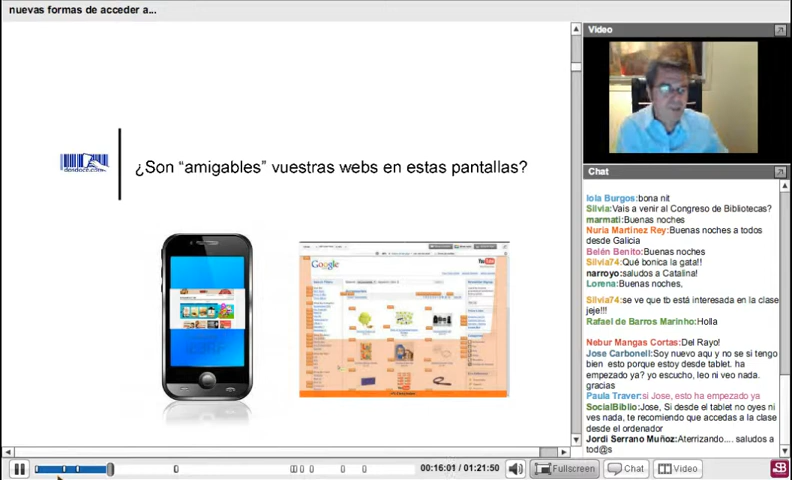 nuevas formas de acceder a...
dosdoce.com
¿Son “amigables” vuestras webs en estas pantallas?
Google
YouTube
00:16:01 / 01:21:50
Fullscreen
Chat
Video
SB
Video
Chat
lola Burgos:bona nit
Silvia:Vais a venir al Congreso de Bibliotecas?
marmati:Buenas noches
Nuria Martinez Rey:Buenas noches a todos
desde Galicia
Belén Benito:Buenas noches
Silvia74:Qué bonica la gata!!
narroyo:saludos a Catalina!
Lorena:Buenas noches,
Silvia74:se ve que tb está interesada en la clase
jeje!!!
Rafael de Barros Marinho:Holla
Nebur Mangas Cortas:Del Rayo!
Jose Carbonell:Soy nuevo aqui y no se si tengo
bien esto porque estoy desde tablet. ha
empezado ya? yo escucho, leo ni veo nada.
gracias
Paula Traver:si Jose, esto ha empezado ya
SocialBiblio:Jose, Si desde el tablet no oyes ni
ves nada, te recomiendo que accedas a la clase
desde el ordenador
Jordi Serrano Muñoz:Aterrizando.... saludos a
tod@s